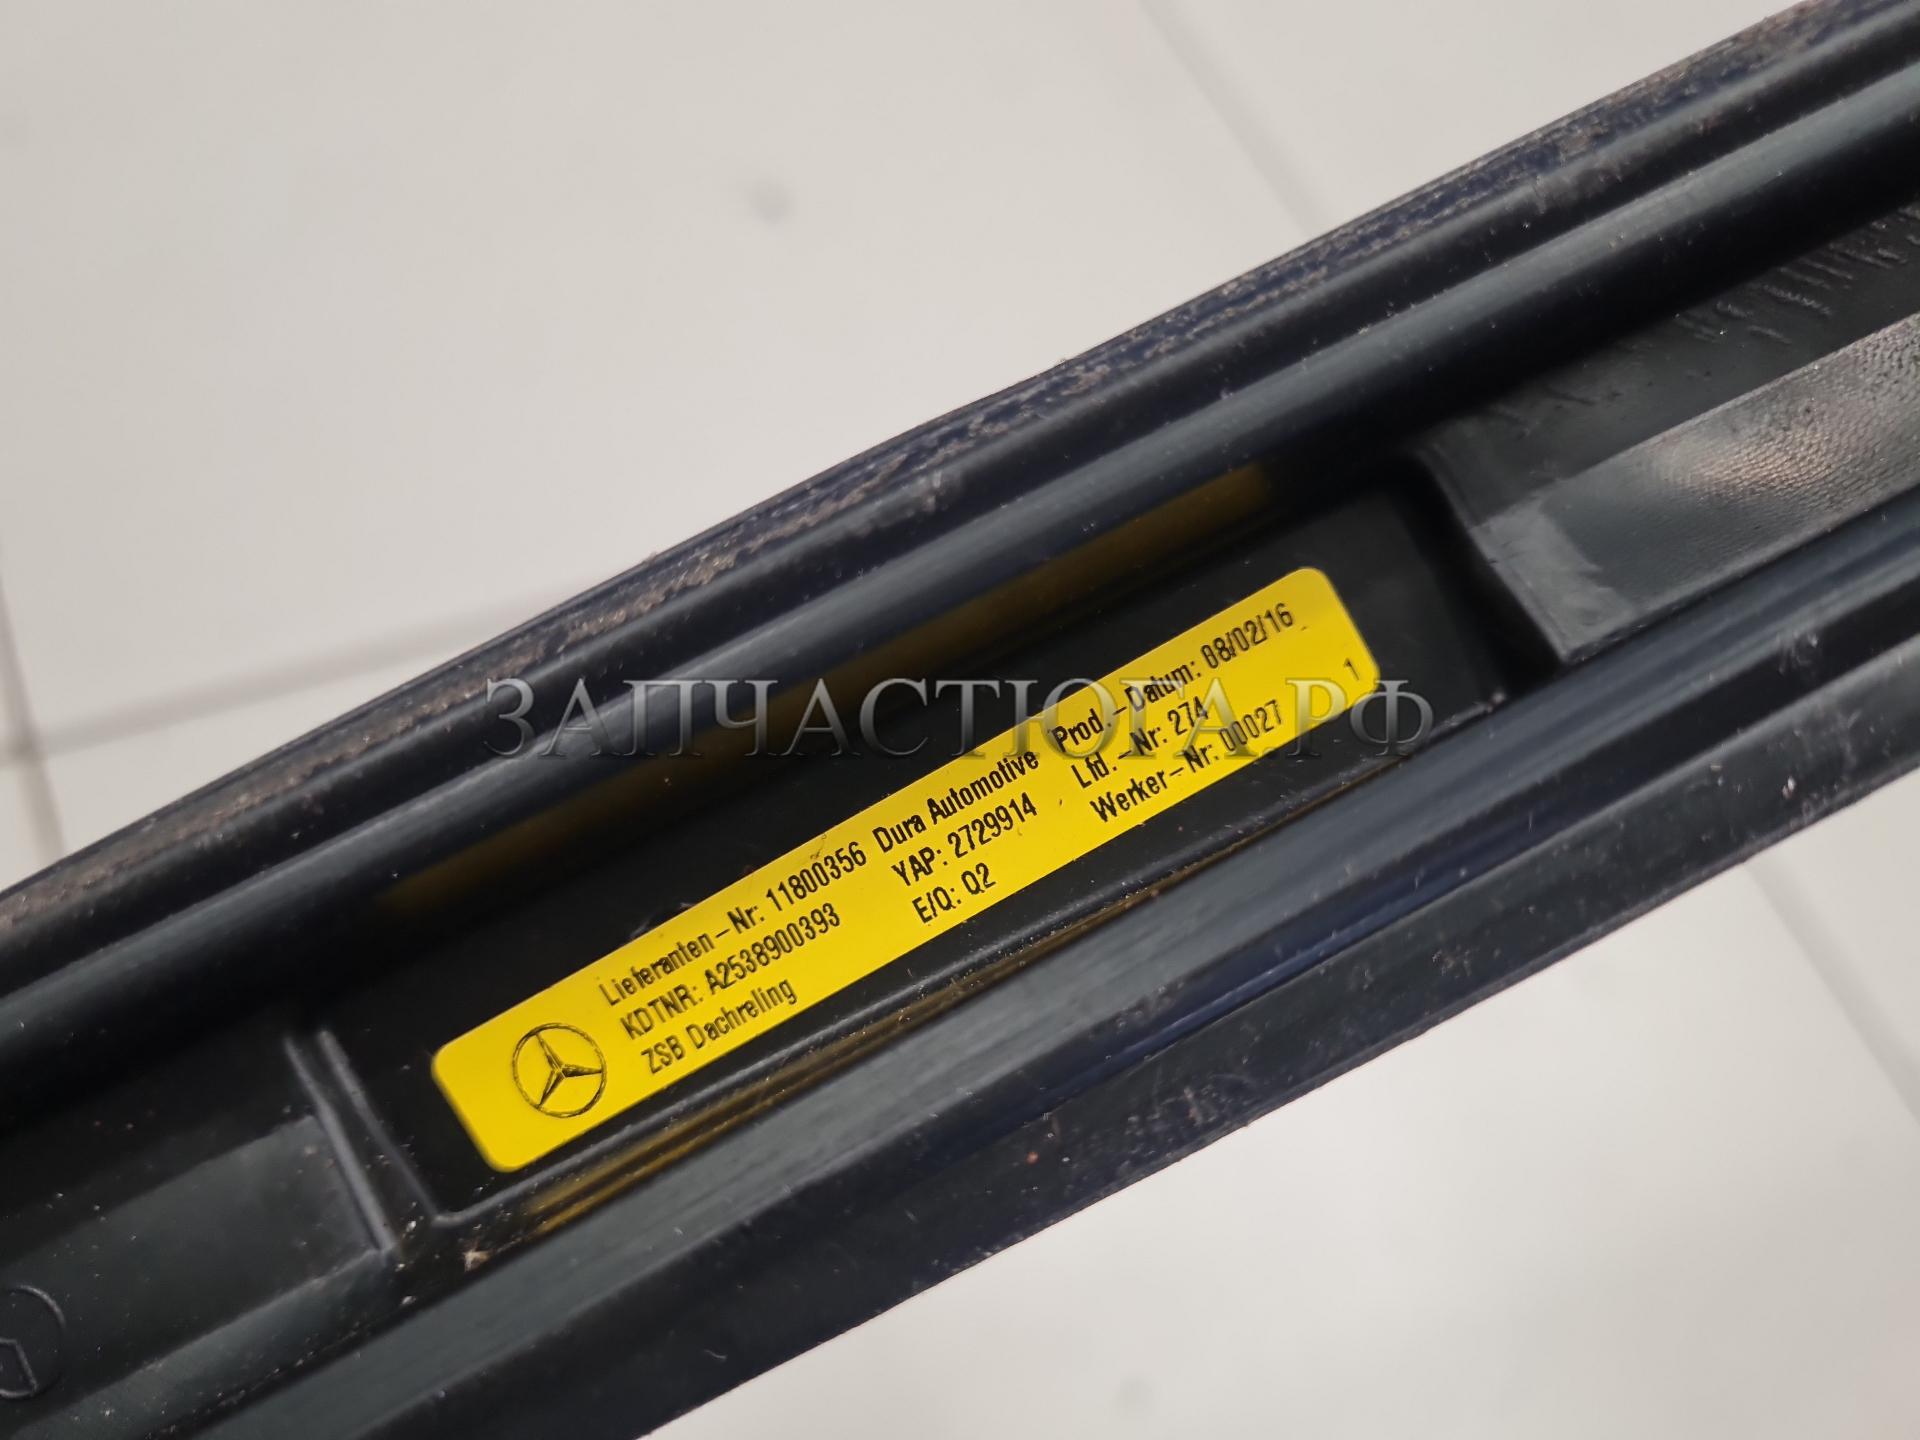 ЗАПЧАСТЮГА.РФ
Lieferanten-Nr: 11800356 Dura Automotive Prod.-Datum: 08/02/16
KDTNR: A2538900393 YAP: 2729914 Lfd. Nr: 274
ZSB Dachreling E/Q: Q2 Werker-Nr: 00027 1